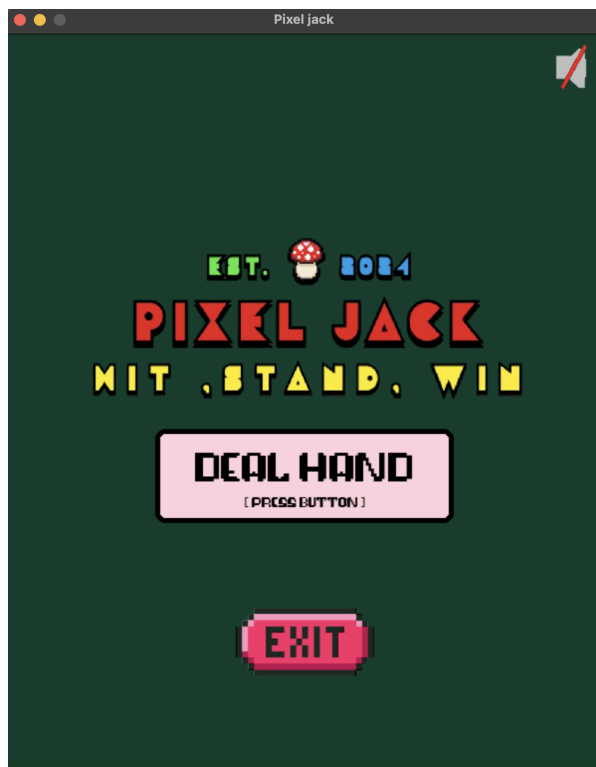 Pixel jack
EST. 2024
PIXEL JACK
HIT ,STAND, WIN
DEAL HAND
[PRESS BUTTON]
EXIT